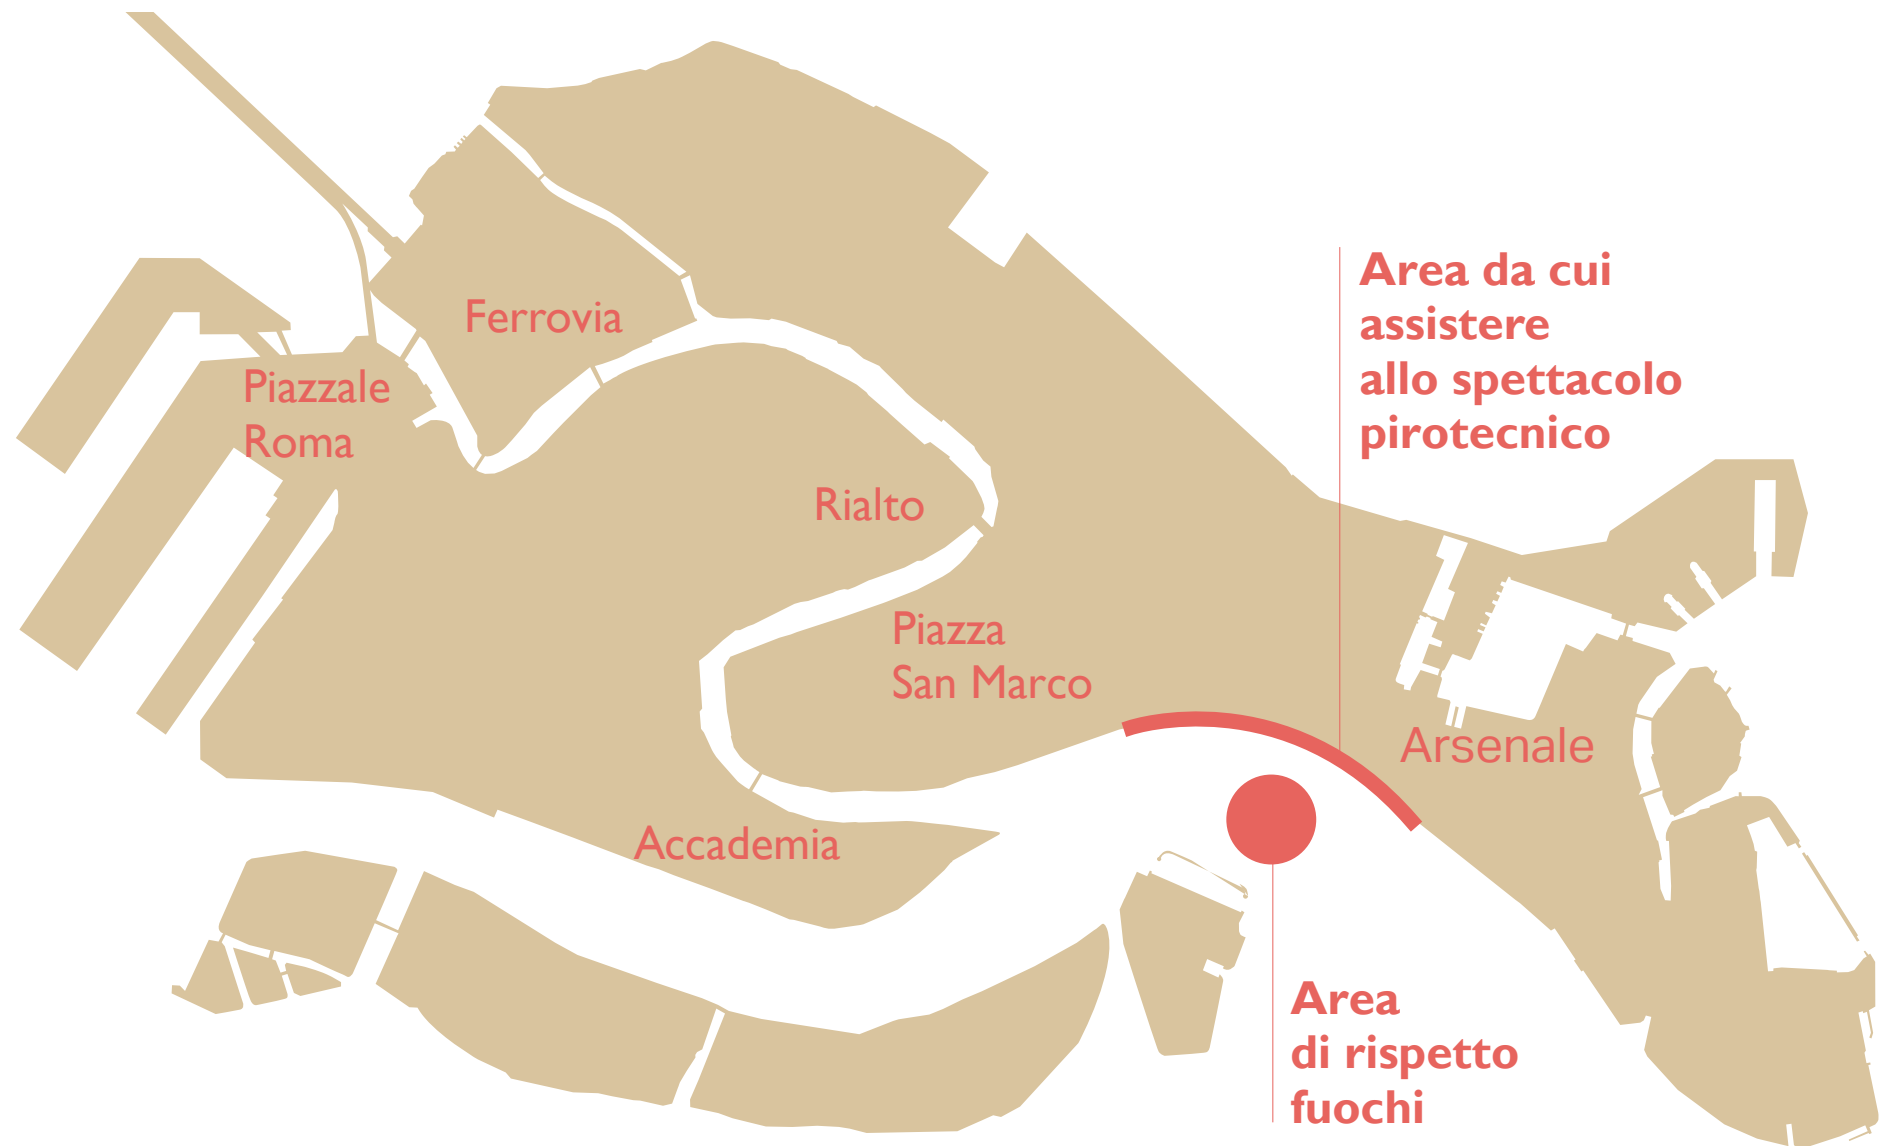 Area da cui
assistere
allo spettacolo
pirotecnico
Ferrovia
Piazzale
Roma
Rialto
Piazza
San Marco
Arsenale
Accademia
Area
di rispetto
fuochi